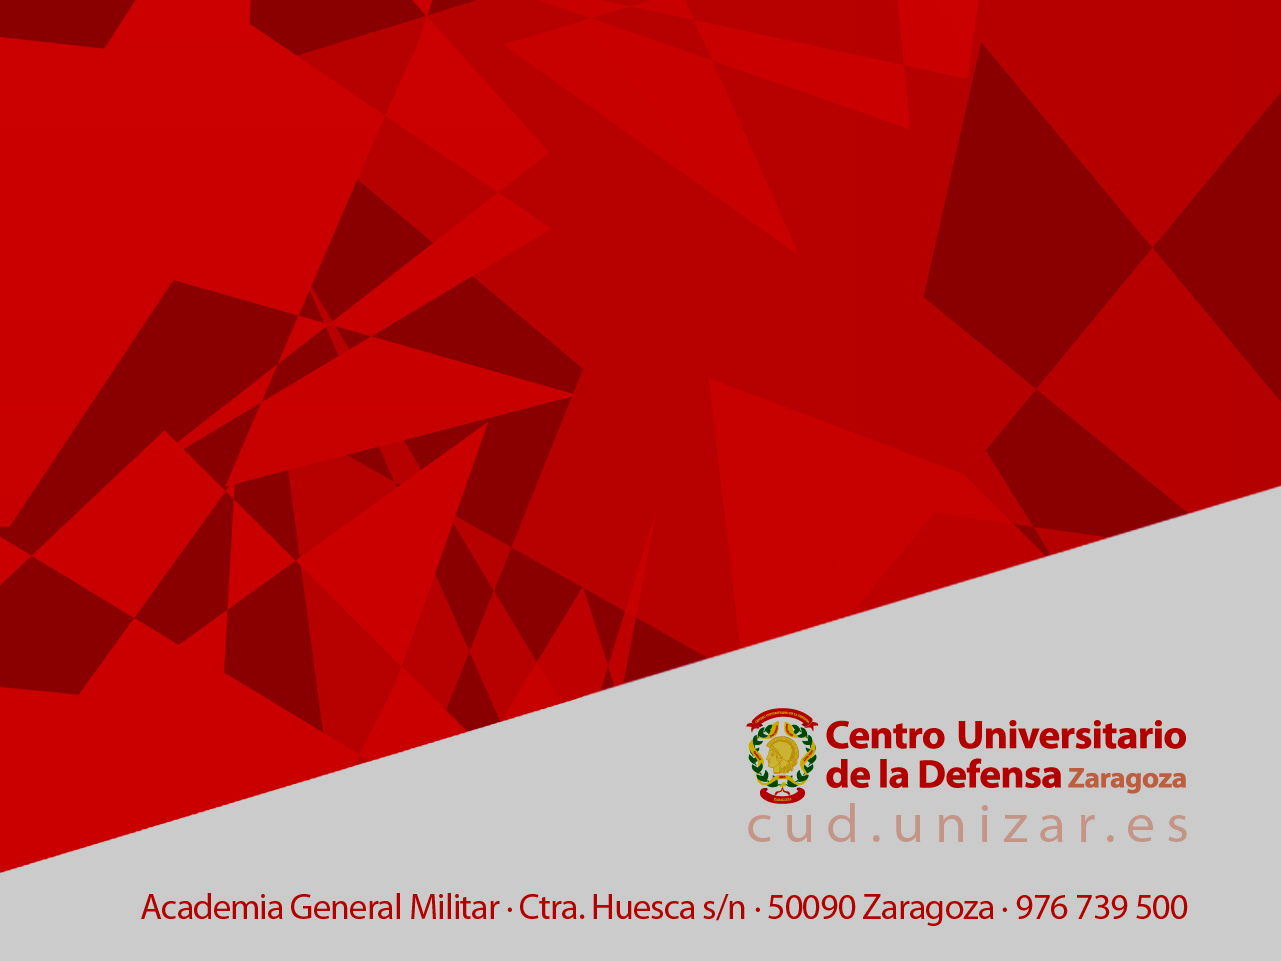 Centro Universitario
de la Defensa Zaragoza
cud.unizar.es
Academia General Militar · Ctra. Huesca s/n · 50090 Zaragoza · 976 739 500